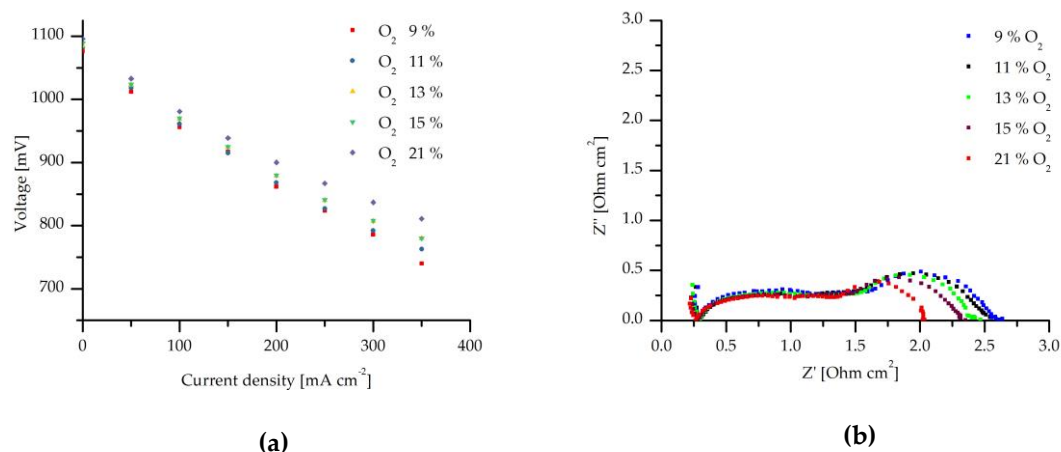 1100
1000
900
800
700
Voltage [mV]
0
100
200
300
400
Current density [mA cm⁻²]
O₂ 9 %
O₂ 11 %
O₂ 13 %
O₂ 15 %
O₂ 21 %
(a)
3.0
2.5
2.0
1.5
1.0
0.5
0.0
Z'' [Ohm cm²]
0.0
0.5
1.0
1.5
2.0
2.5
3.0
Z' [Ohm cm²]
9 % O₂
11 % O₂
13 % O₂
15 % O₂
21 % O₂
(b)